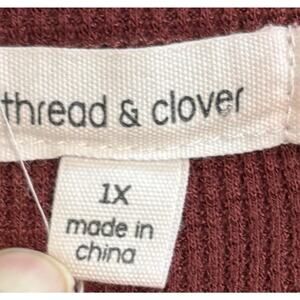 thread & clover
1X
made in
china